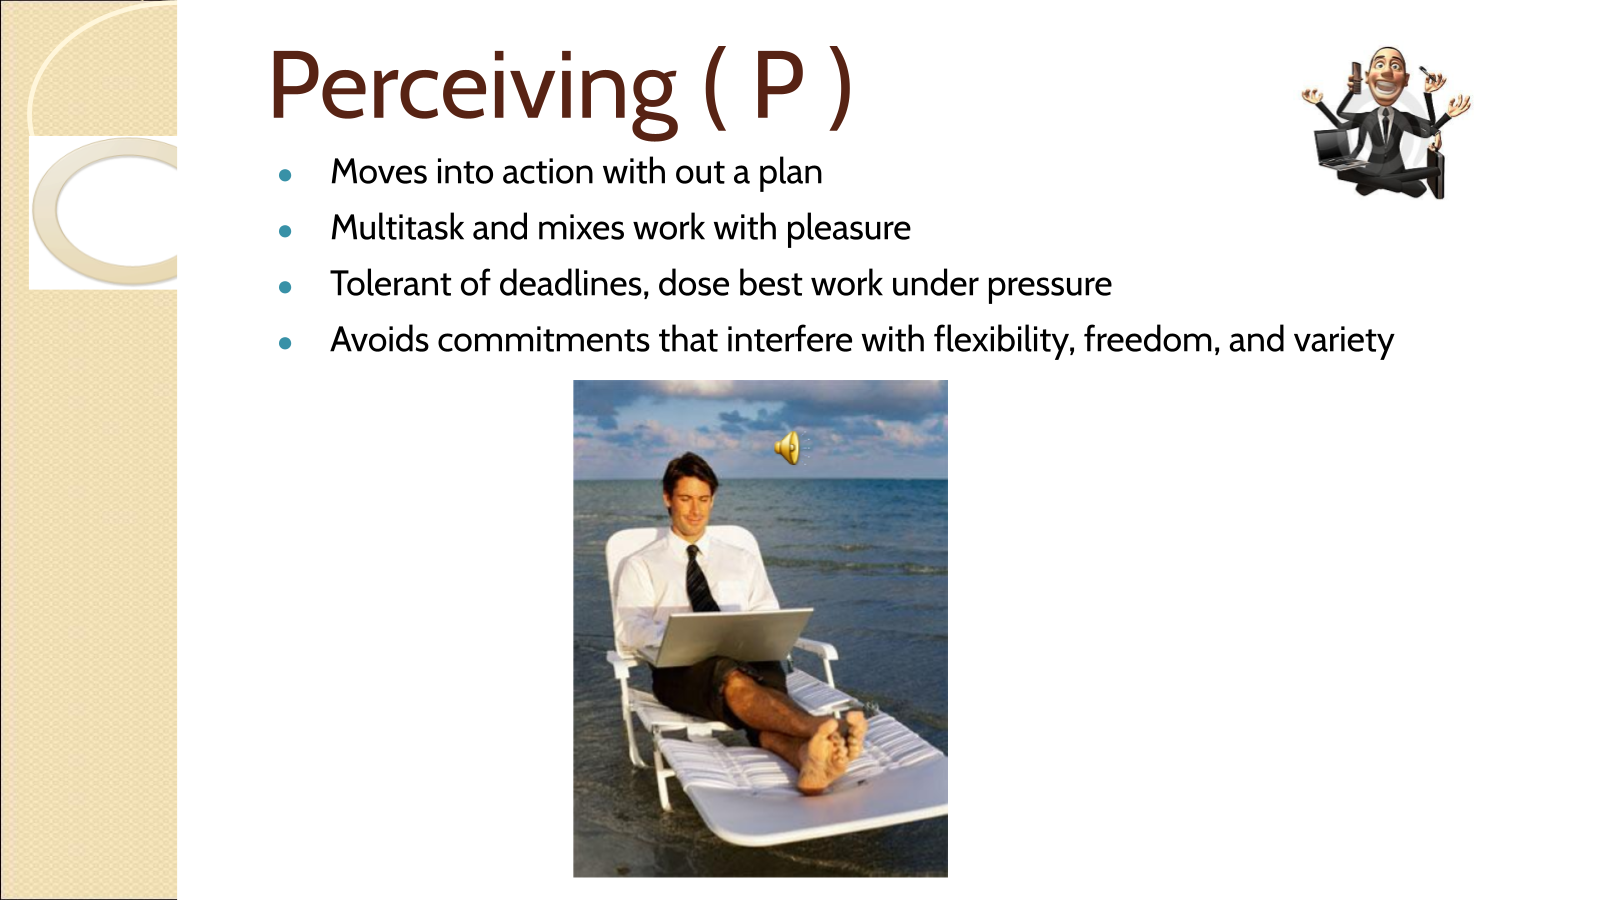 Perceiving ( P )
Moves into action with out a plan
Multitask and mixes work with pleasure
Tolerant of deadlines, dose best work under pressure
Avoids commitments that interfere with flexibility, freedom, and variety